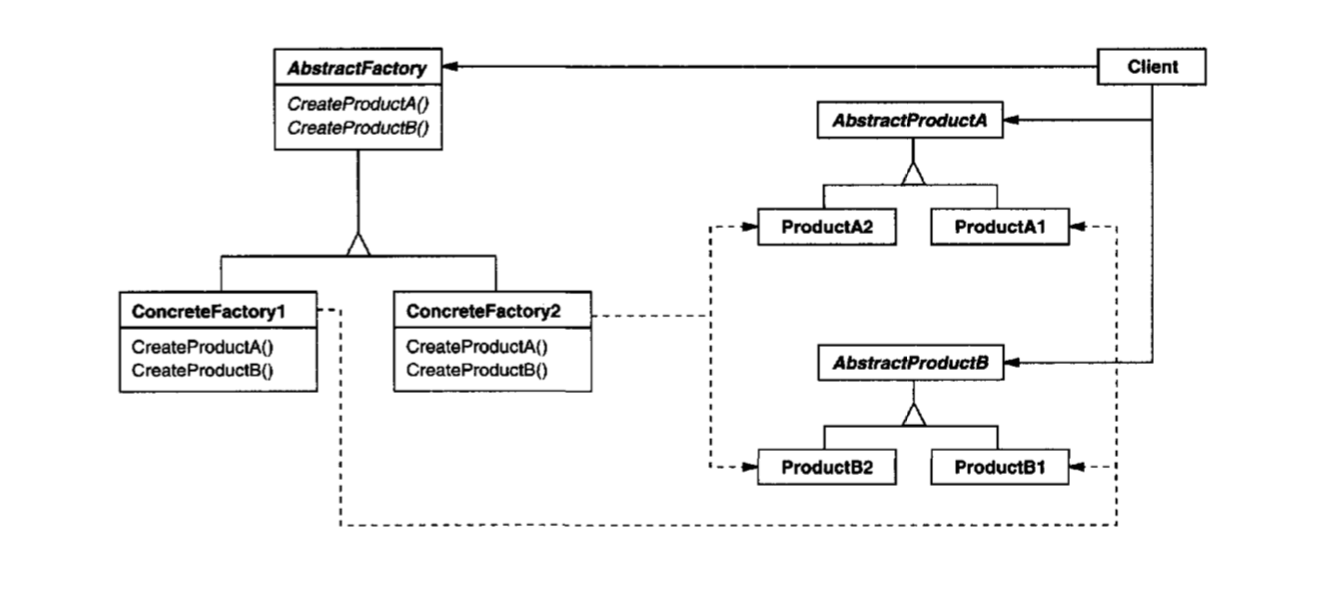 AbstractFactory
CreateProductA()
CreateProductB()
Client
AbstractProductA
ProductA2
ProductA1
ConcreteFactory1
CreateProductA()
CreateProductB()
ConcreteFactory2
CreateProductA()
CreateProductB()
AbstractProductB
ProductB2
ProductB1